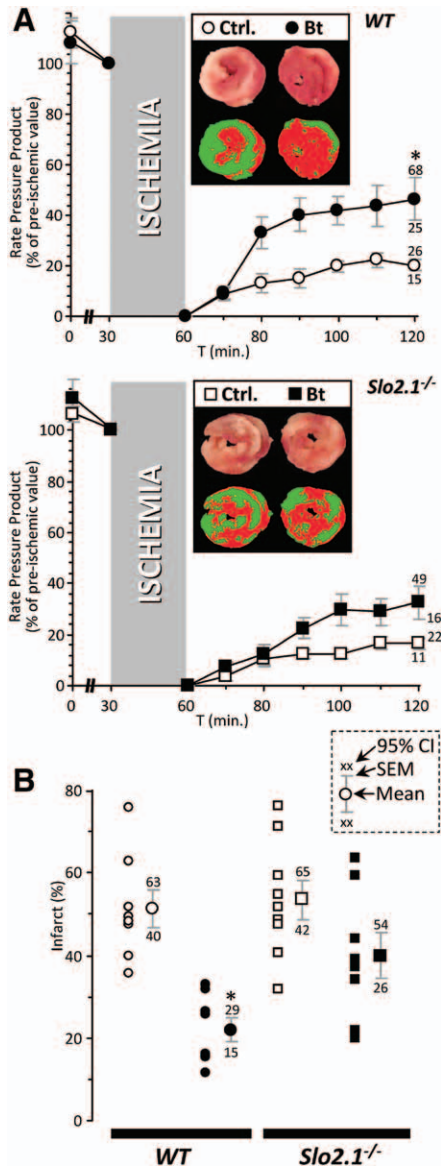 A
○ Ctrl. ● Bt
WT
Rate Pressure Product
(% of pre-ischemic value)
100
80
60
40
20
0
ISCHEMIA
*
68
25
26
15
0 30 60 80 100 120
T (min.)
□ Ctrl. ■ Bt
Slo2.1-/-
Rate Pressure Product
(% of pre-ischemic value)
100
80
60
40
20
0
ISCHEMIA
49
16
22
11
0 30 60 80 100 120
T (min.)
xx 95% CI
SEM
Mean
xx
B
Infarct (%)
80
60
40
20
0
63
40
*
29
15
65
42
54
26
WT Slo2.1-/-